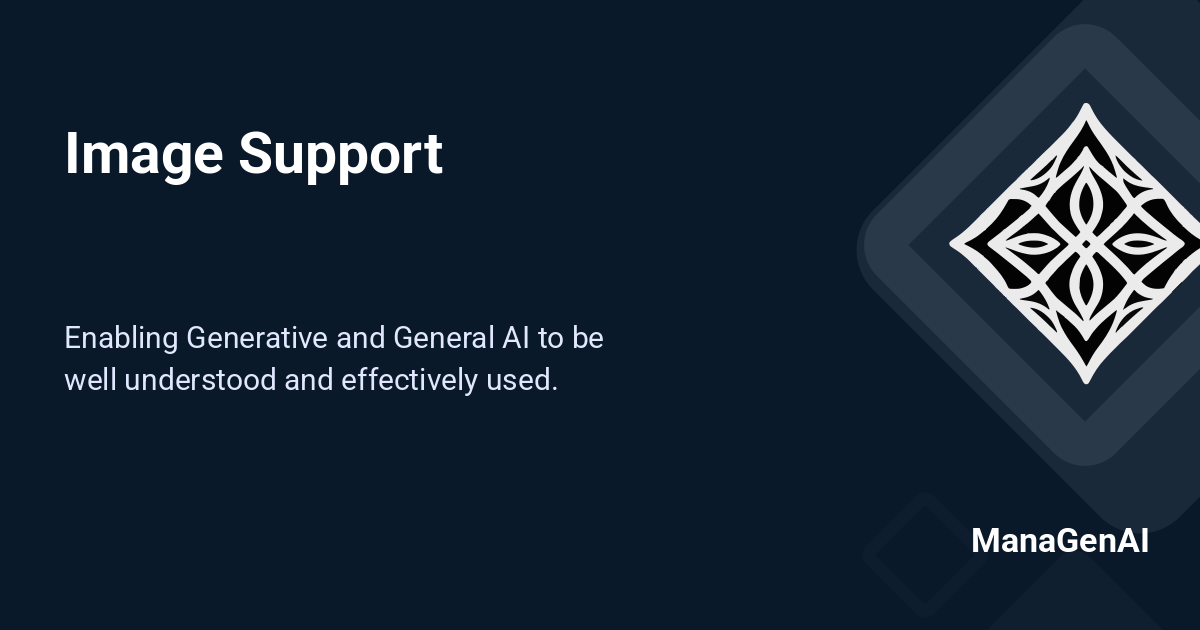 Image Support
Enabling Generative and General AI to be
well understood and effectively used.
ManaGenAI